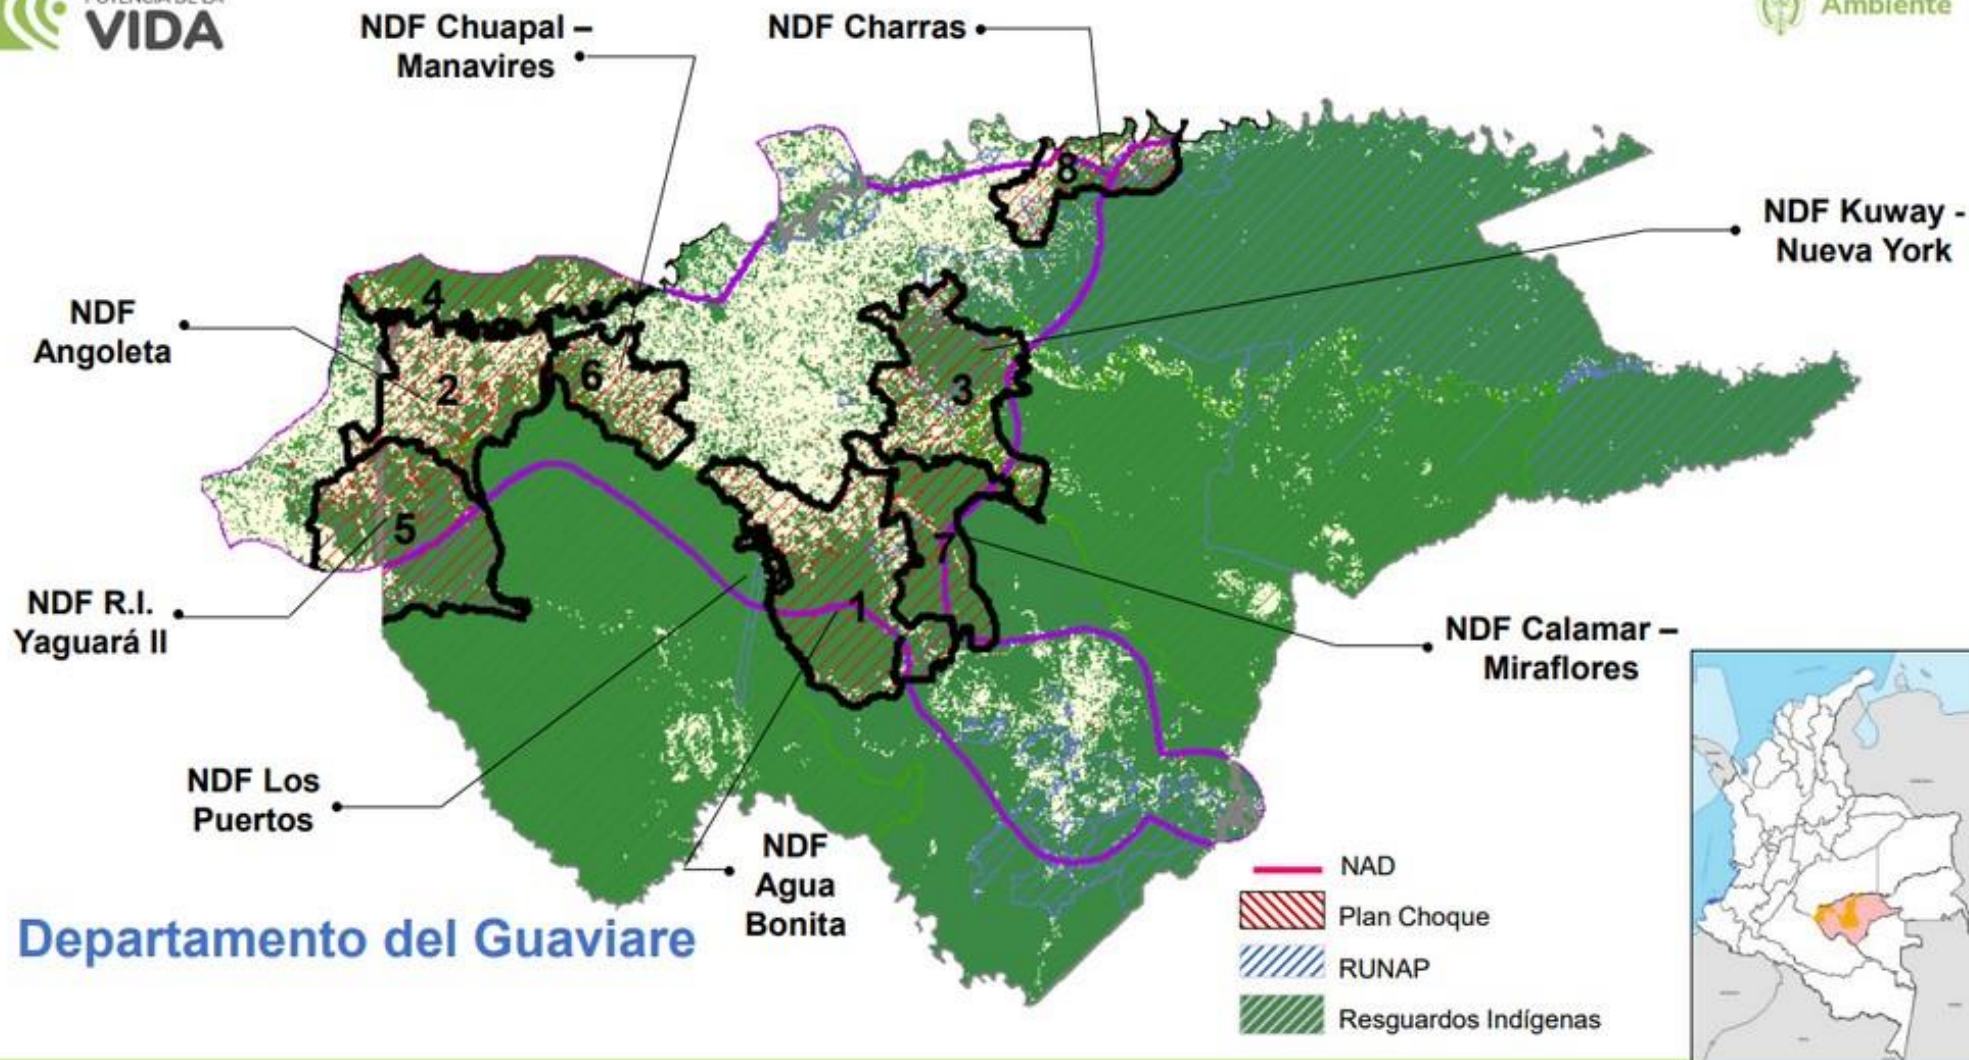 VIDA
Ambiente
NDF Chuapal –
Manavires
NDF Charras
NDF Kuway -
Nueva York
NDF
Angoleta
8
4
2
6
3
5
7
1
NDF R.I.
Yaguará II
NDF Calamar –
Miraflores
NDF Los
Puertos
NDF
Agua
Bonita
Departamento del Guaviare
NAD
Plan Choque
RUNAP
Resguardos Indígenas